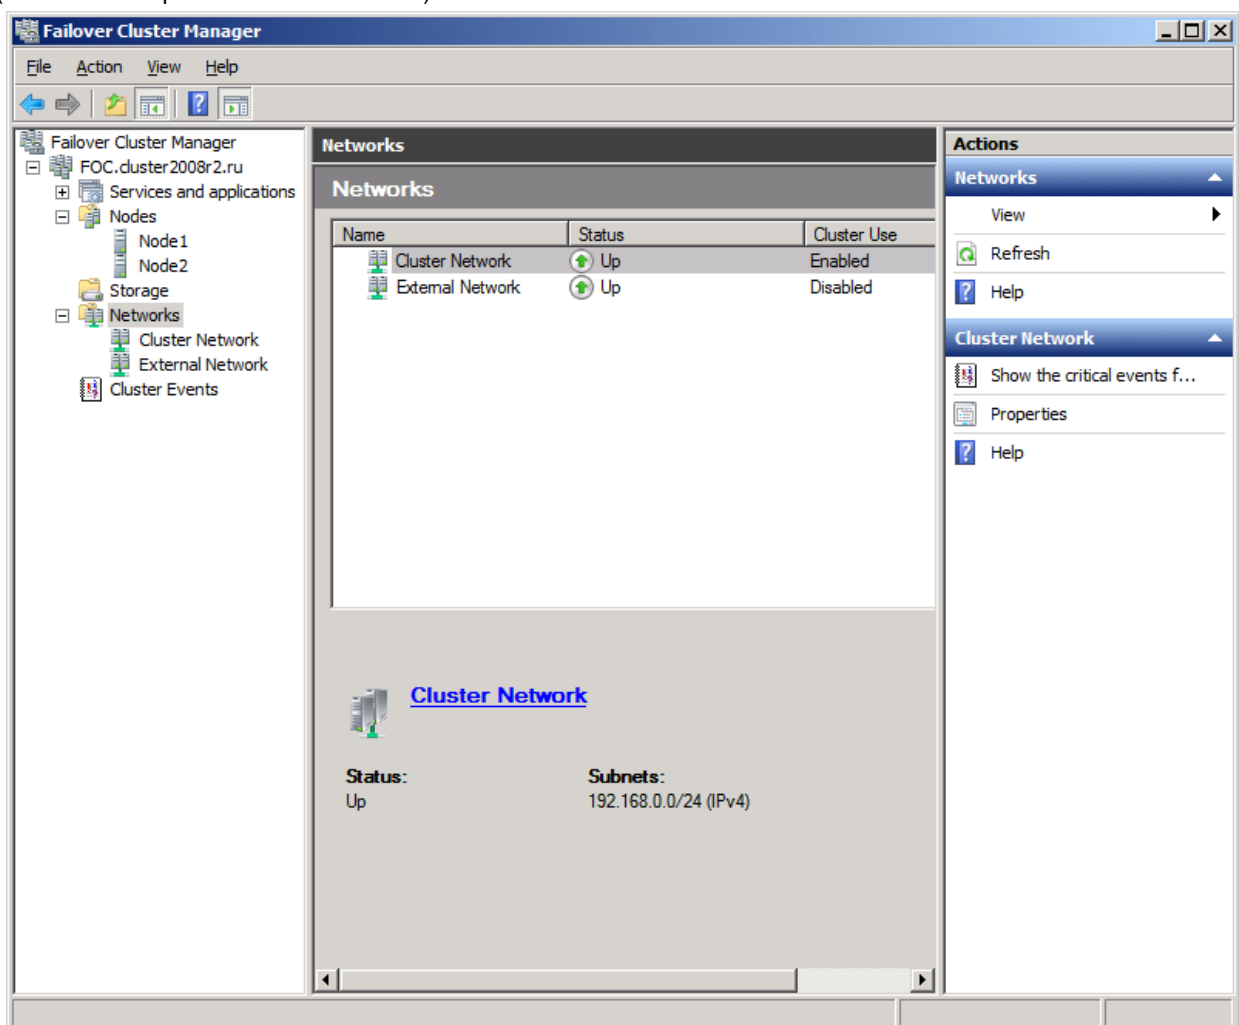 Failover Cluster Manager
File Action View Help
Failover Cluster Manager
FOC.cluster2008r2.ru
Services and applications
Nodes
Node1
Node2
Storage
Networks
Cluster Network
External Network
Cluster Events
Networks
Networks
Name Status Cluster Use
Cluster Network Up Enabled
External Network Up Disabled
Cluster Network
Status: Subnets:
Up 192.168.0.0/24 (IPv4)
Actions
Networks
View
Refresh
Help
Cluster Network
Show the critical events f...
Properties
Help